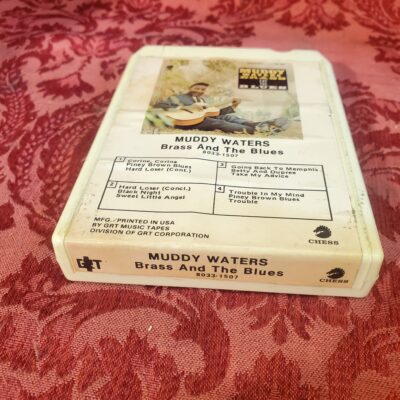 MUDDY
WATERS
BLUES
MUDDY WATERS
Brass And The Blues
8033-1507
1 Corine, Corina
Piney Brown Blues
Hard Loser (Cont.)
3 Going Back To Memphis
Betty And Dupree
Take My Advice
2 Hard Loser (Concl.)
Black Night
Sweet Little Angel
4 Trouble In My Mind
Piney Brown Blues
Trouble
MFG./PRINTED IN USA
BY GRT MUSIC TAPES
DIVISION OF GRT CORPORATION
CHESS
GRT
MUDDY WATERS
Brass And The Blues
8033-1507
CHESS